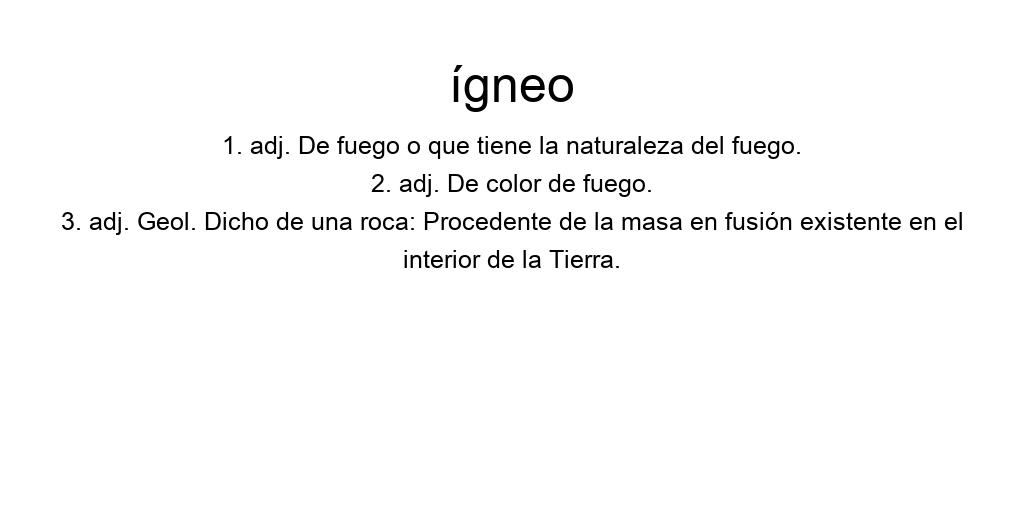 ígneo
1. adj. De fuego o que tiene la naturaleza del fuego.
2. adj. De color de fuego.
3. adj. Geol. Dicho de una roca: Procedente de la masa en fusión existente en el
interior de la Tierra.